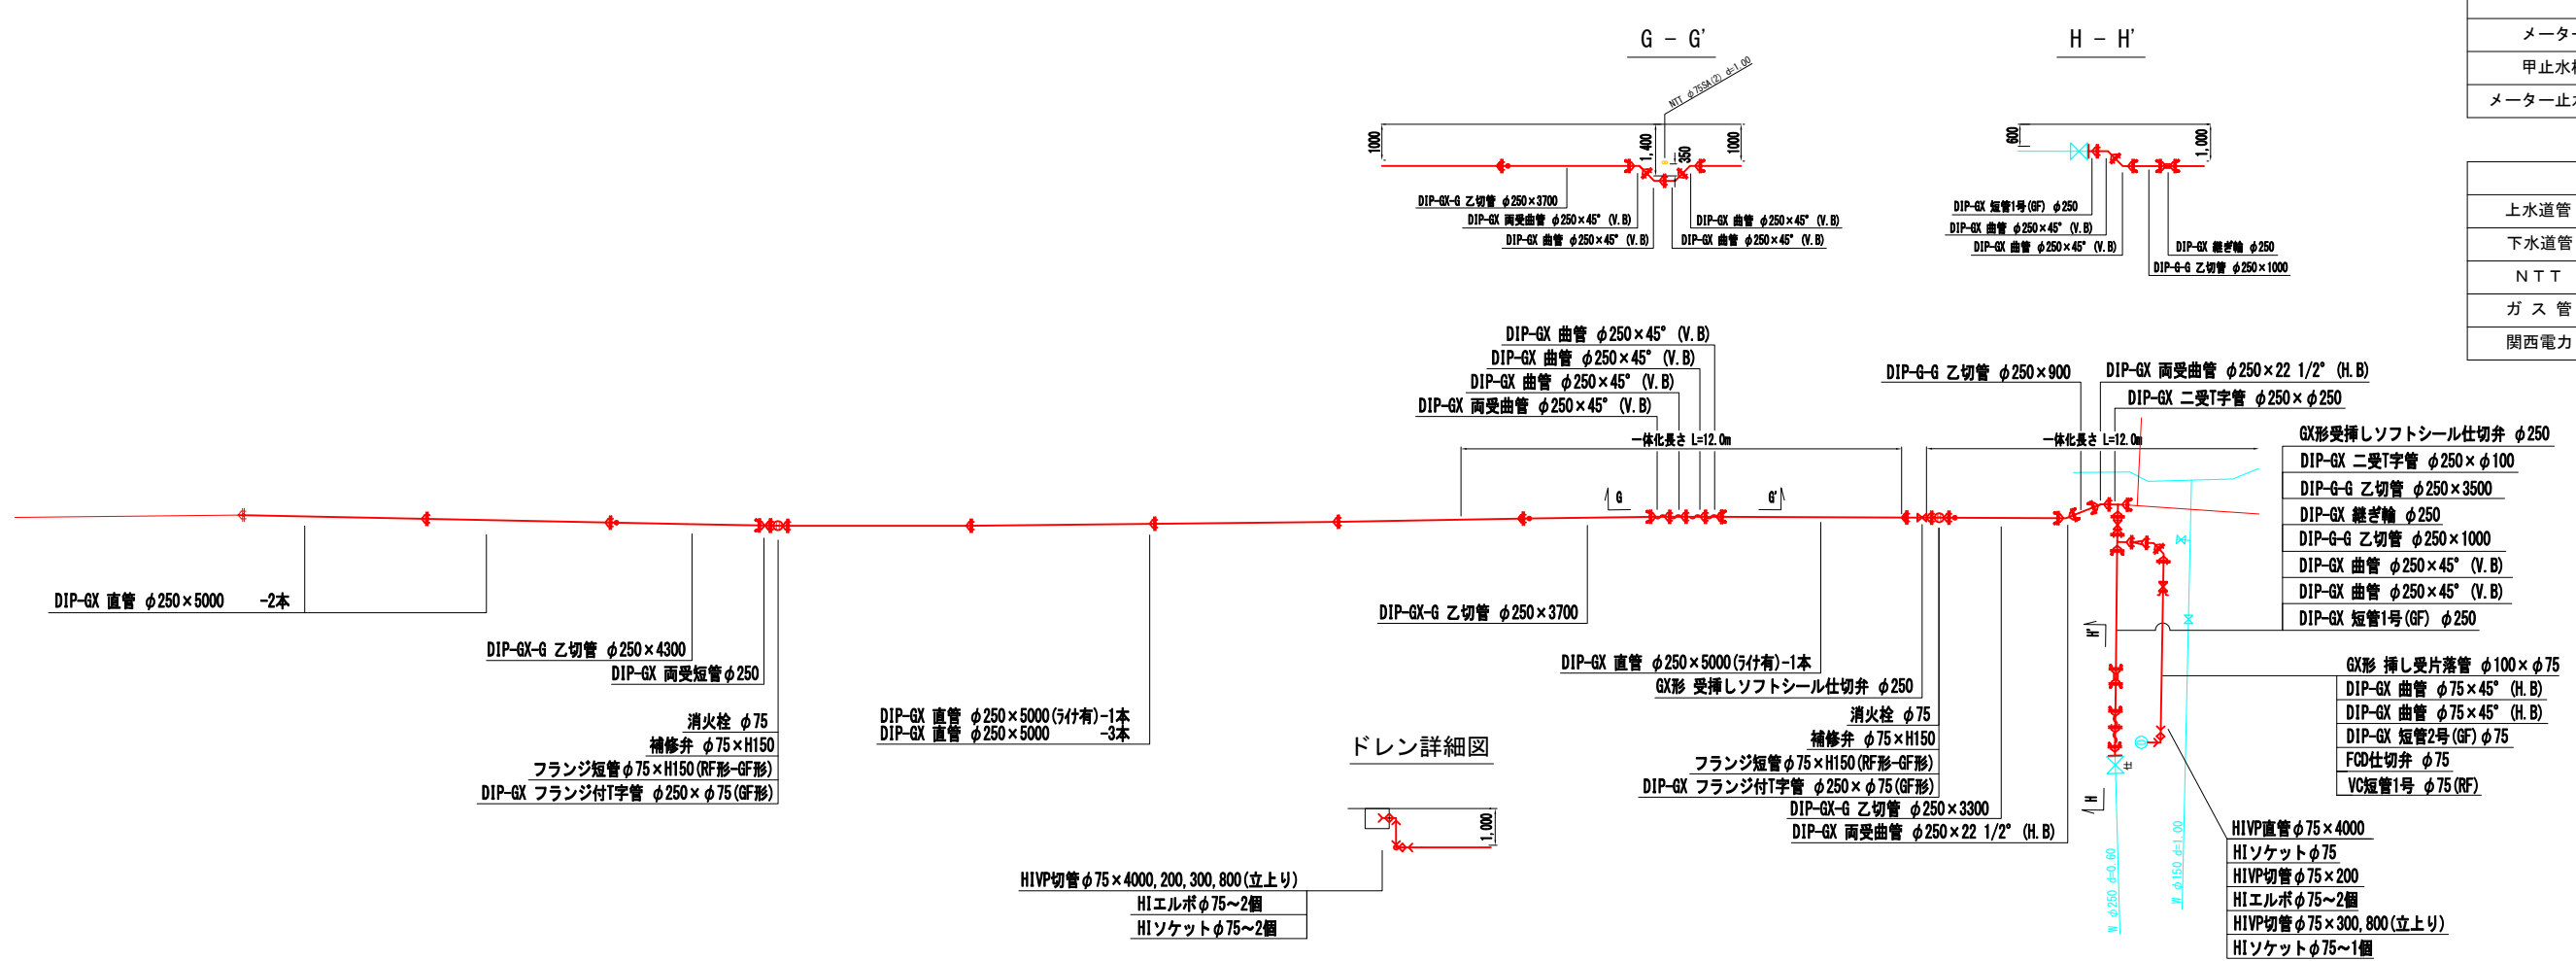 G － G'
NTT φ75SA(2) d=1.00
1000
1,400
350
1000
DIP-GX-G 乙切管 φ250×3700
DIP-GX 両受曲管 φ250×45° (V.B)
DIP-GX 曲管 φ250×45° (V.B)
DIP-GX 曲管 φ250×45° (V.B)
DIP-GX 曲管 φ250×45° (V.B)
H － H'
600
1,000
DIP-GX 短管1号(GF) φ250
DIP-GX 曲管 φ250×45° (V.B)
DIP-GX 曲管 φ250×45° (V.B)
DIP-GX 継ぎ輪 φ250
DIP-G-G 乙切管 φ250×1000
メーター
甲止水
メーター止
上水道管
下水道管
ＮＴＴ
ガス管
関西電力
DIP-GX 曲管 φ250×45° (V.B)
DIP-GX 曲管 φ250×45° (V.B)
DIP-GX 曲管 φ250×45° (V.B)
DIP-GX 両受曲管 φ250×45° (V.B)
一体化長さ L=12.0m
G
G'
DIP-G-G 乙切管 φ250×900
DIP-GX 両受曲管 φ250×22 1/2° (H.B)
DIP-GX 二受T字管 φ250×φ250
一体化長さ L=12.0m
GX形受挿しソフトシール仕切弁 φ250
DIP-GX 二受T字管 φ250×φ100
DIP-G-G 乙切管 φ250×3500
DIP-GX 継ぎ輪 φ250
DIP-G-G 乙切管 φ250×1000
DIP-GX 曲管 φ250×45° (V.B)
DIP-GX 曲管 φ250×45° (V.B)
DIP-GX 短管1号(GF) φ250
DIP-GX 直管 φ250×5000 -2本
DIP-GX-G 乙切管 φ250×4300
DIP-GX 両受短管φ250
消火栓 φ75
補修弁 φ75×H150
フランジ短管φ75×H150(RF形-GF形)
DIP-GX フランジ付T字管 φ250×φ75(GF形)
DIP-GX 直管 φ250×5000(ﾗｲﾅ有)-1本
DIP-GX 直管 φ250×5000 -3本
DIP-GX-G 乙切管 φ250×3700
DIP-GX 直管 φ250×5000(ﾗｲﾅ有)-1本
GX形 受挿しソフトシール仕切弁 φ250
消火栓 φ75
補修弁 φ75×H150
フランジ短管φ75×H150(RF形-GF形)
DIP-GX フランジ付T字管 φ250×φ75(GF形)
DIP-GX-G 乙切管 φ250×3300
DIP-GX 両受曲管 φ250×22 1/2° (H.B)
H'
H
仕
W φ250 d=0.60
W φ150 d=1.00
GX形 挿し受片落管 φ100×φ75
DIP-GX 曲管 φ75×45° (H.B)
DIP-GX 曲管 φ75×45° (H.B)
DIP-GX 短管2号(GF)φ75
FCD仕切弁 φ75
VC短管1号 φ75(RF)
HIVP直管φ75×4000
HIソケットφ75
HIVP切管φ75×200
HIエルボφ75～2個
HIVP切管φ75×300,800(立上り)
HIソケットφ75～1個
ドレン詳細図
1,000
HIVP切管φ75×4000,200,300,800(立上り)
HIエルボφ75～2個
HIソケットφ75～2個